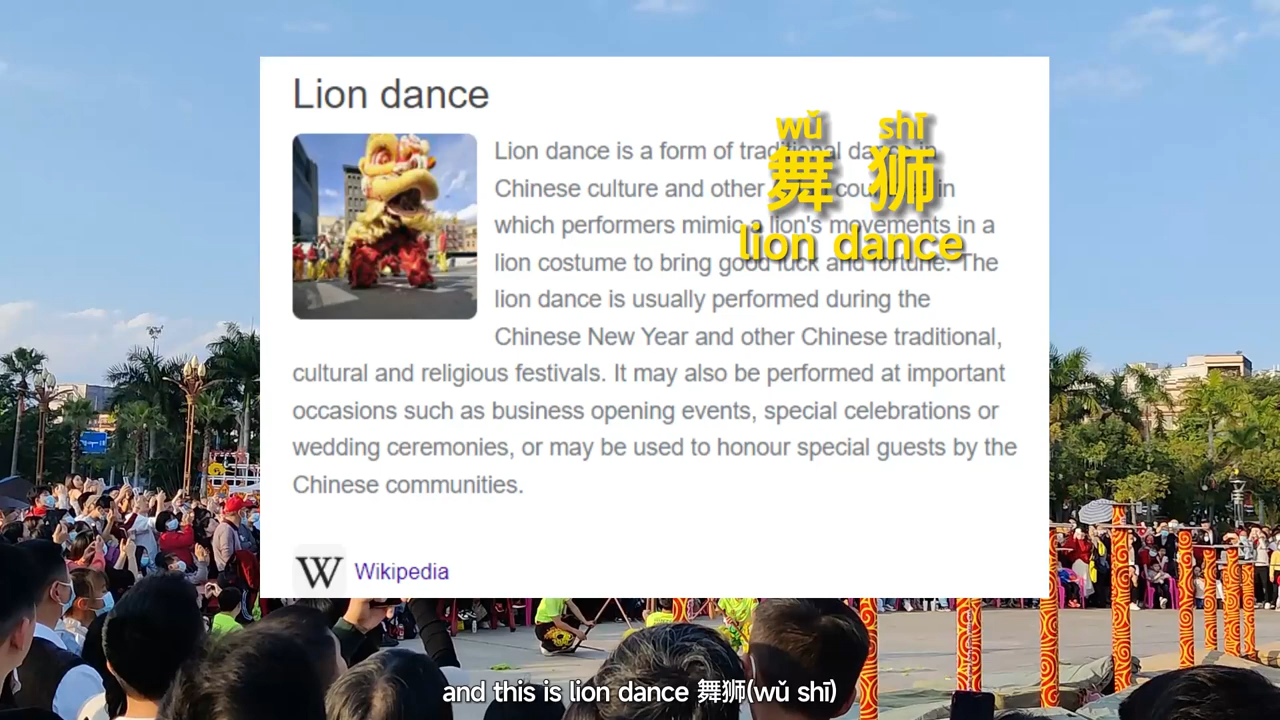 Lion dance
wǔ shī
舞 狮
lion dance
Lion dance is a form of traditional dance in
Chinese culture and other countries in
which performers mimic a lion's movements in a
lion costume to bring good luck and fortune. The
lion dance is usually performed during the
Chinese New Year and other Chinese traditional,
cultural and religious festivals. It may also be performed at important
occasions such as business opening events, special celebrations or
wedding ceremonies, or may be used to honour special guests by the
Chinese communities.
W Wikipedia
and this is lion dance 舞狮(wǔ shī)